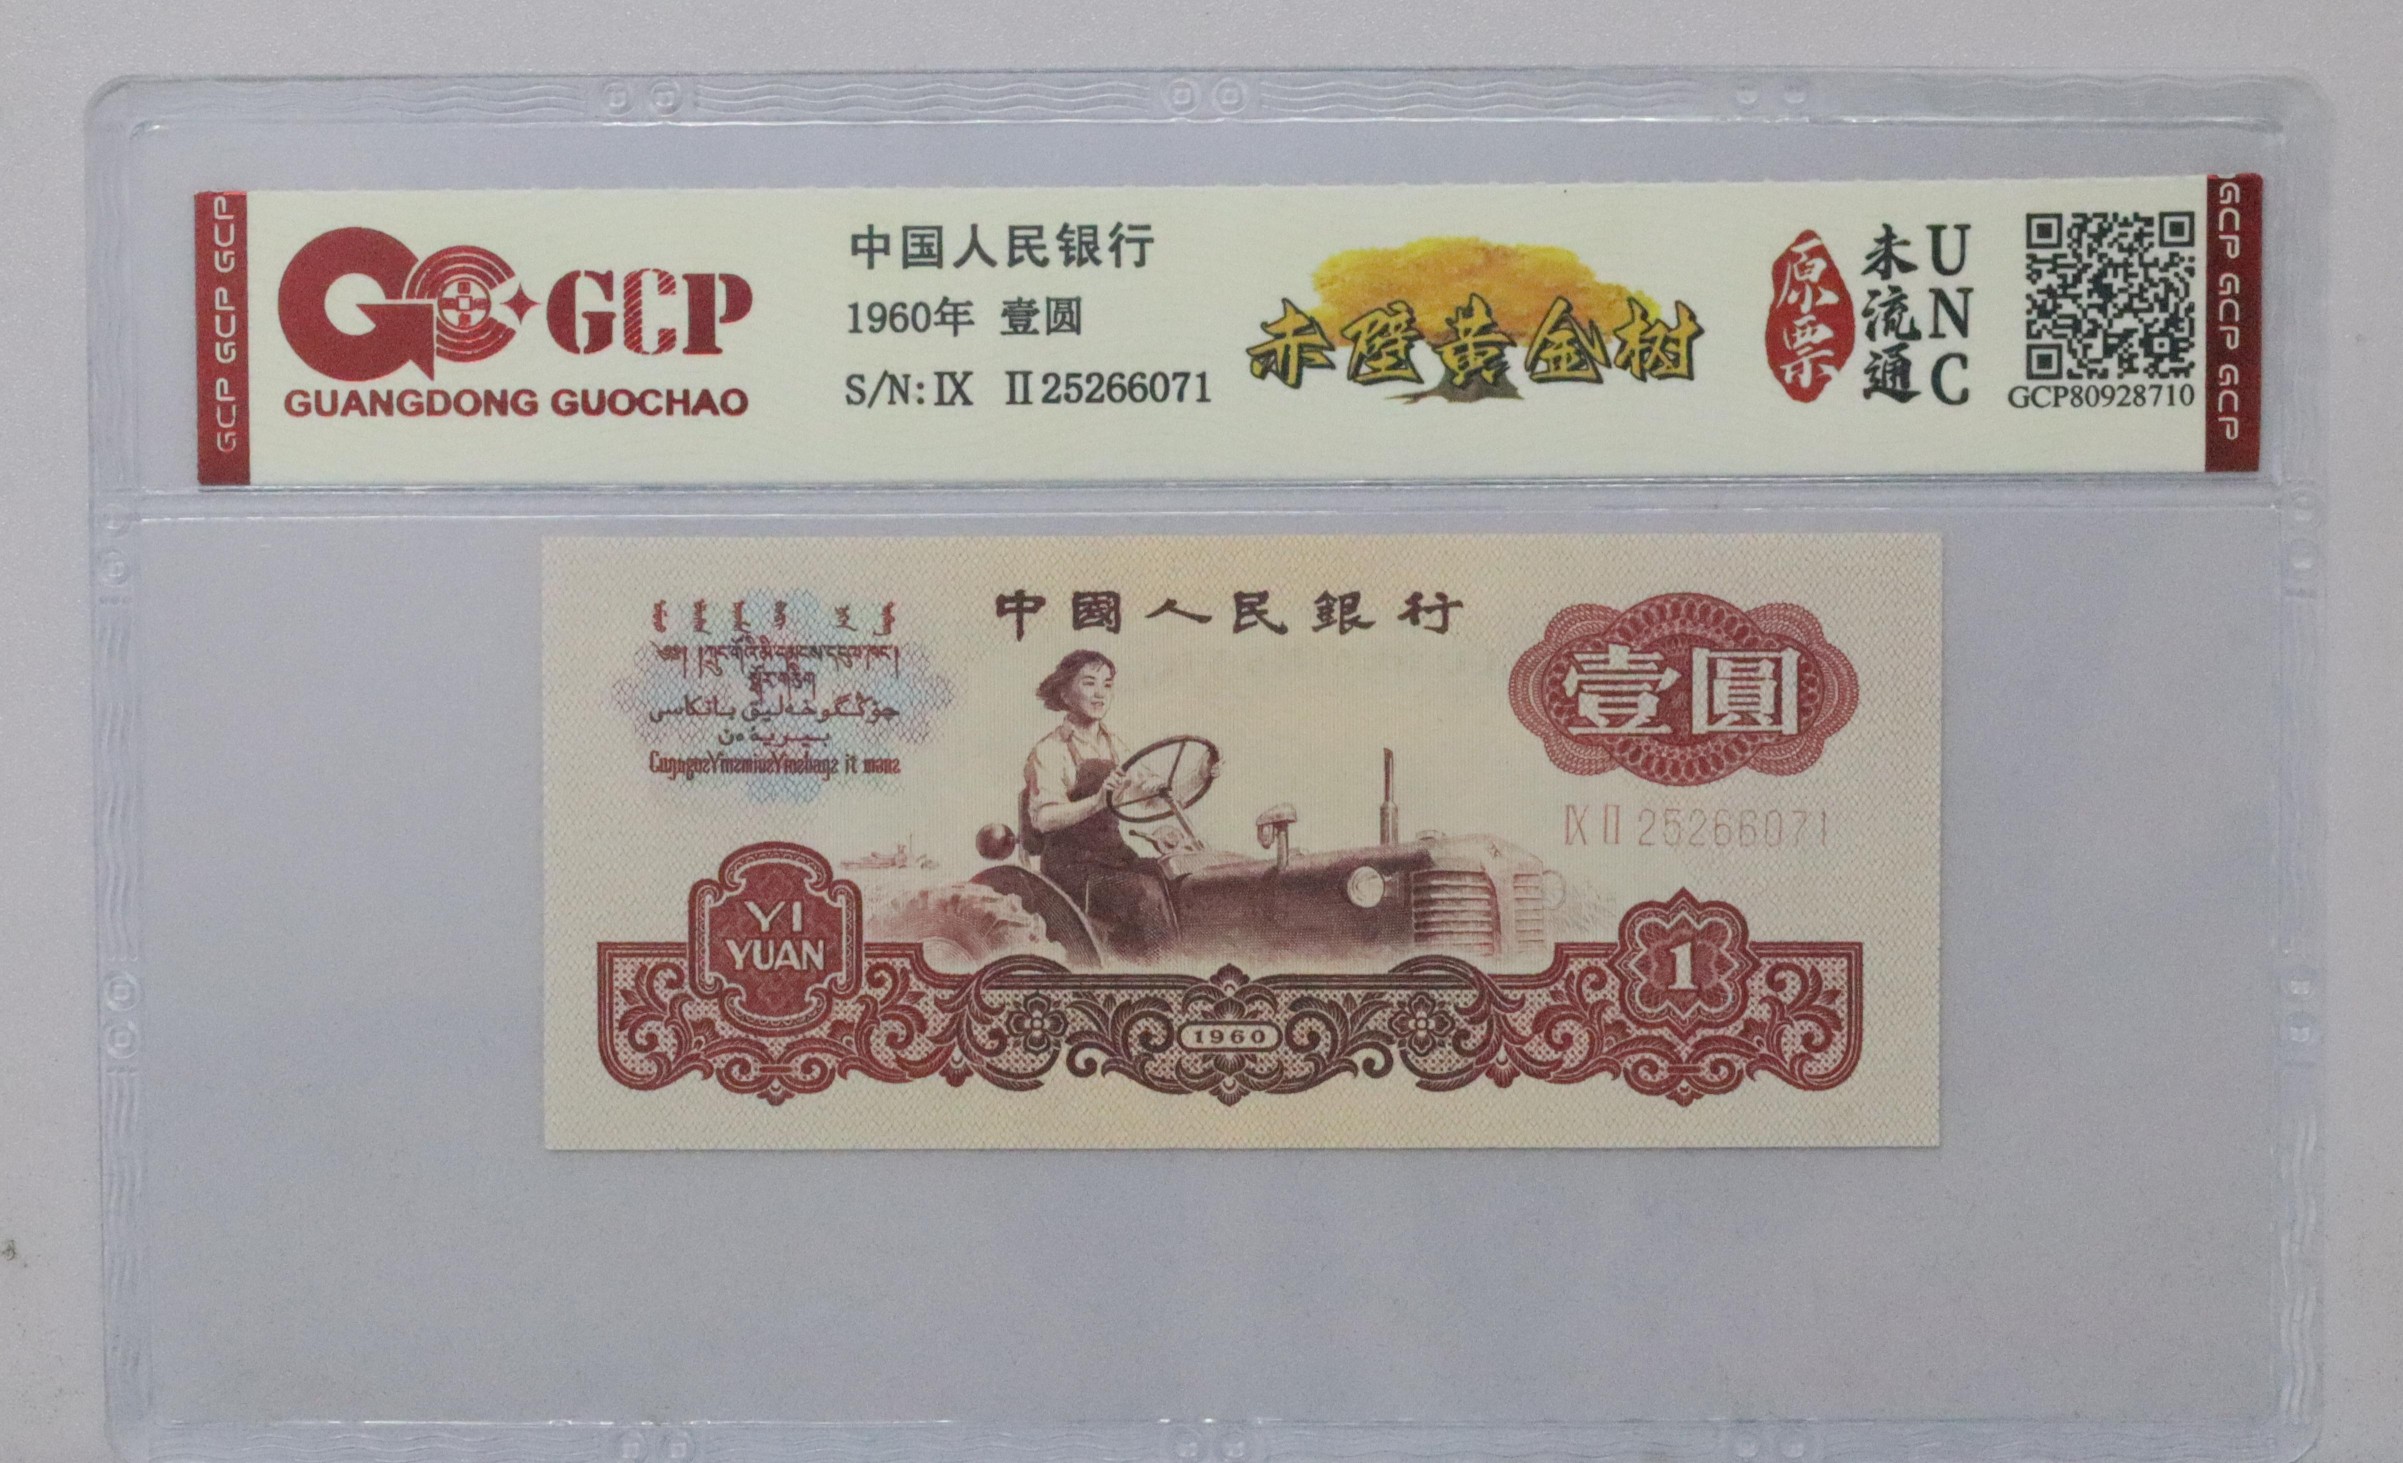 GCP GCP GCP
GCP
GUANGDONG GUOCHAO
中国人民银行
1960年 壹圆
S/N: IX II 25266071
赤壁黄金树
原票
未流通
UNC
GCP80928710
GCP GCP GCP
中國人民銀行
壹圓
IX II 25266071
YI
YUAN
1960
1